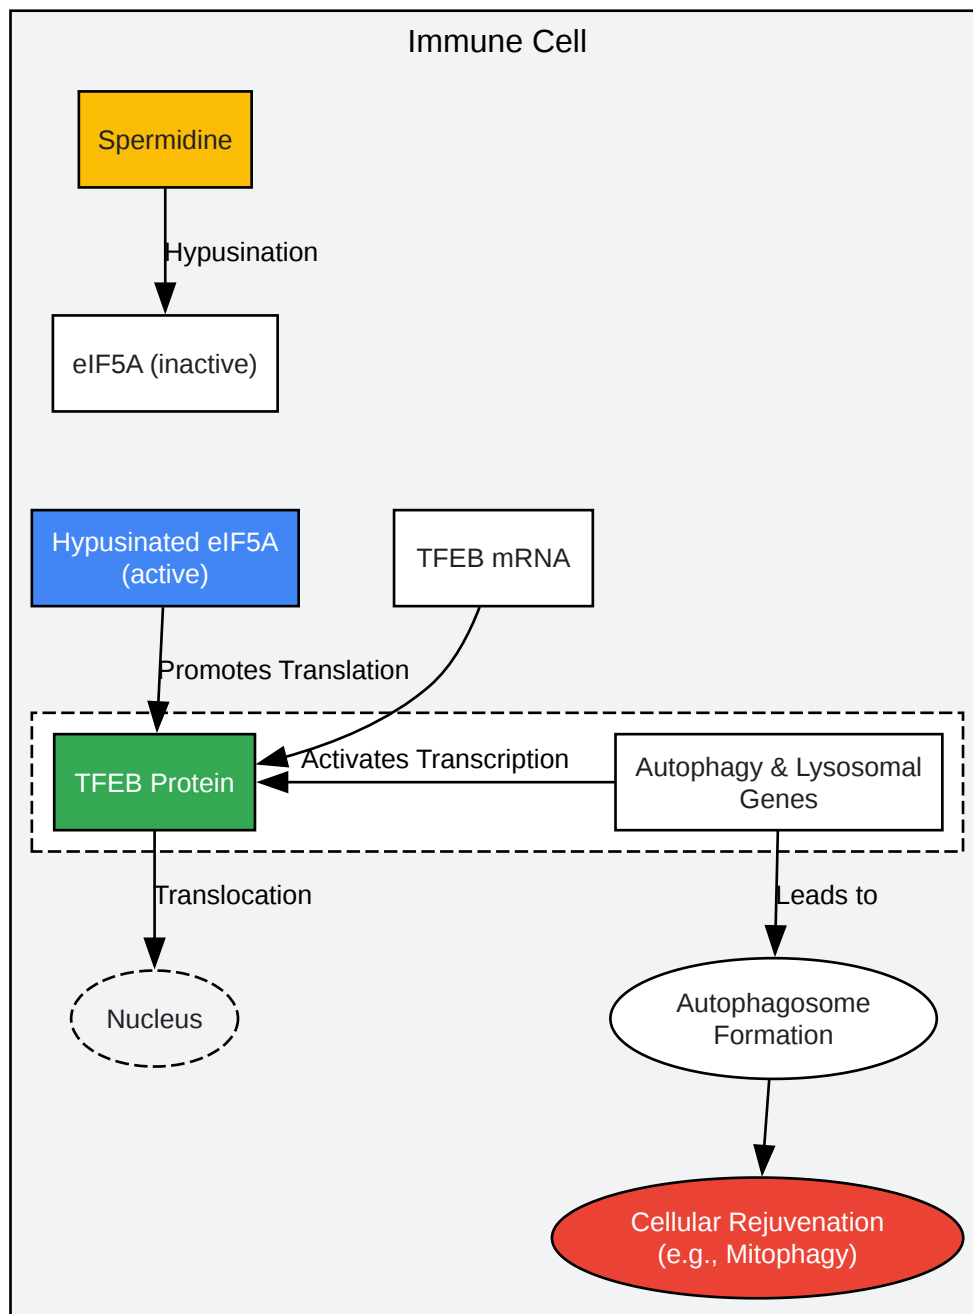 Immune Cell
Spermidine
Hypusination
eIF5A (inactive)
Hypusinated eIF5A
(active)
TFEB mRNA
Promotes Translation
TFEB Protein
Activates Transcription
Autophagy & Lysosomal
Genes
Translocation
Leads to
Nucleus
Autophagosome
Formation
Cellular Rejuvenation
(e.g., Mitophagy)